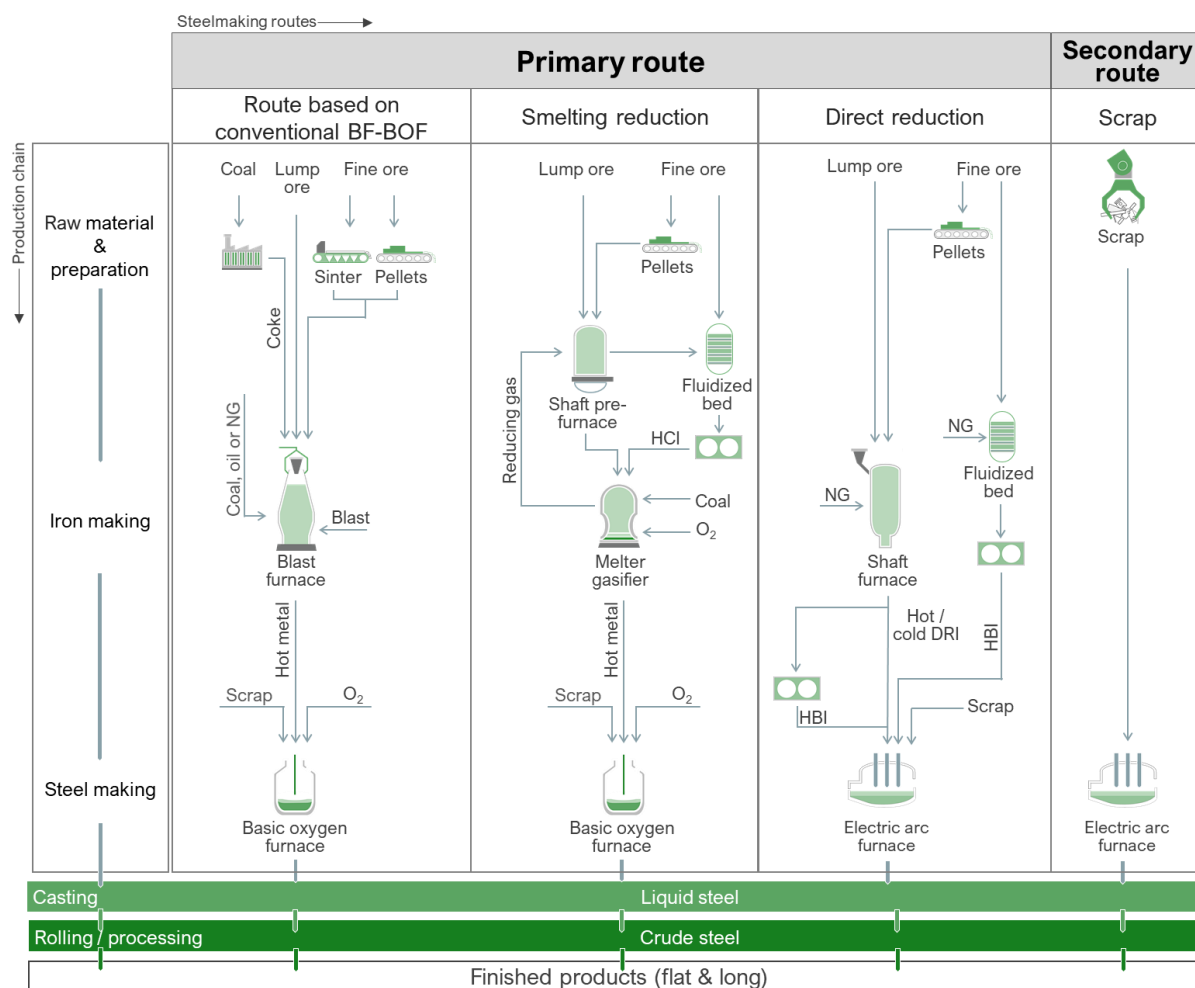 Steelmaking routes
Primary route
Secondary
route
Route based on
conventional BF-BOF
Smelting reduction
Direct reduction
Scrap
Production chain
Raw material
&
preparation
Iron making
Steel making
Coal
Lump
ore
Fine ore
Sinter
Pellets
Coke
Coal, oil or NG
Blast
Blast
furnace
Hot metal
Scrap
O₂
Basic oxygen
furnace
Lump ore
Fine ore
Pellets
Reducing gas
Shaft pre-
furnace
Fluidized
bed
HCI
Coal
O₂
Melter
gasifier
Hot metal
Scrap
O₂
Basic oxygen
furnace
Lump ore
Fine ore
Pellets
NG
Fluidized
bed
NG
Shaft
furnace
Hot /
cold DRI
HBI
HBI
Scrap
Electric arc
furnace
Scrap
Electric arc
furnace
Casting
Liquid steel
Rolling / processing
Crude steel
Finished products (flat & long)